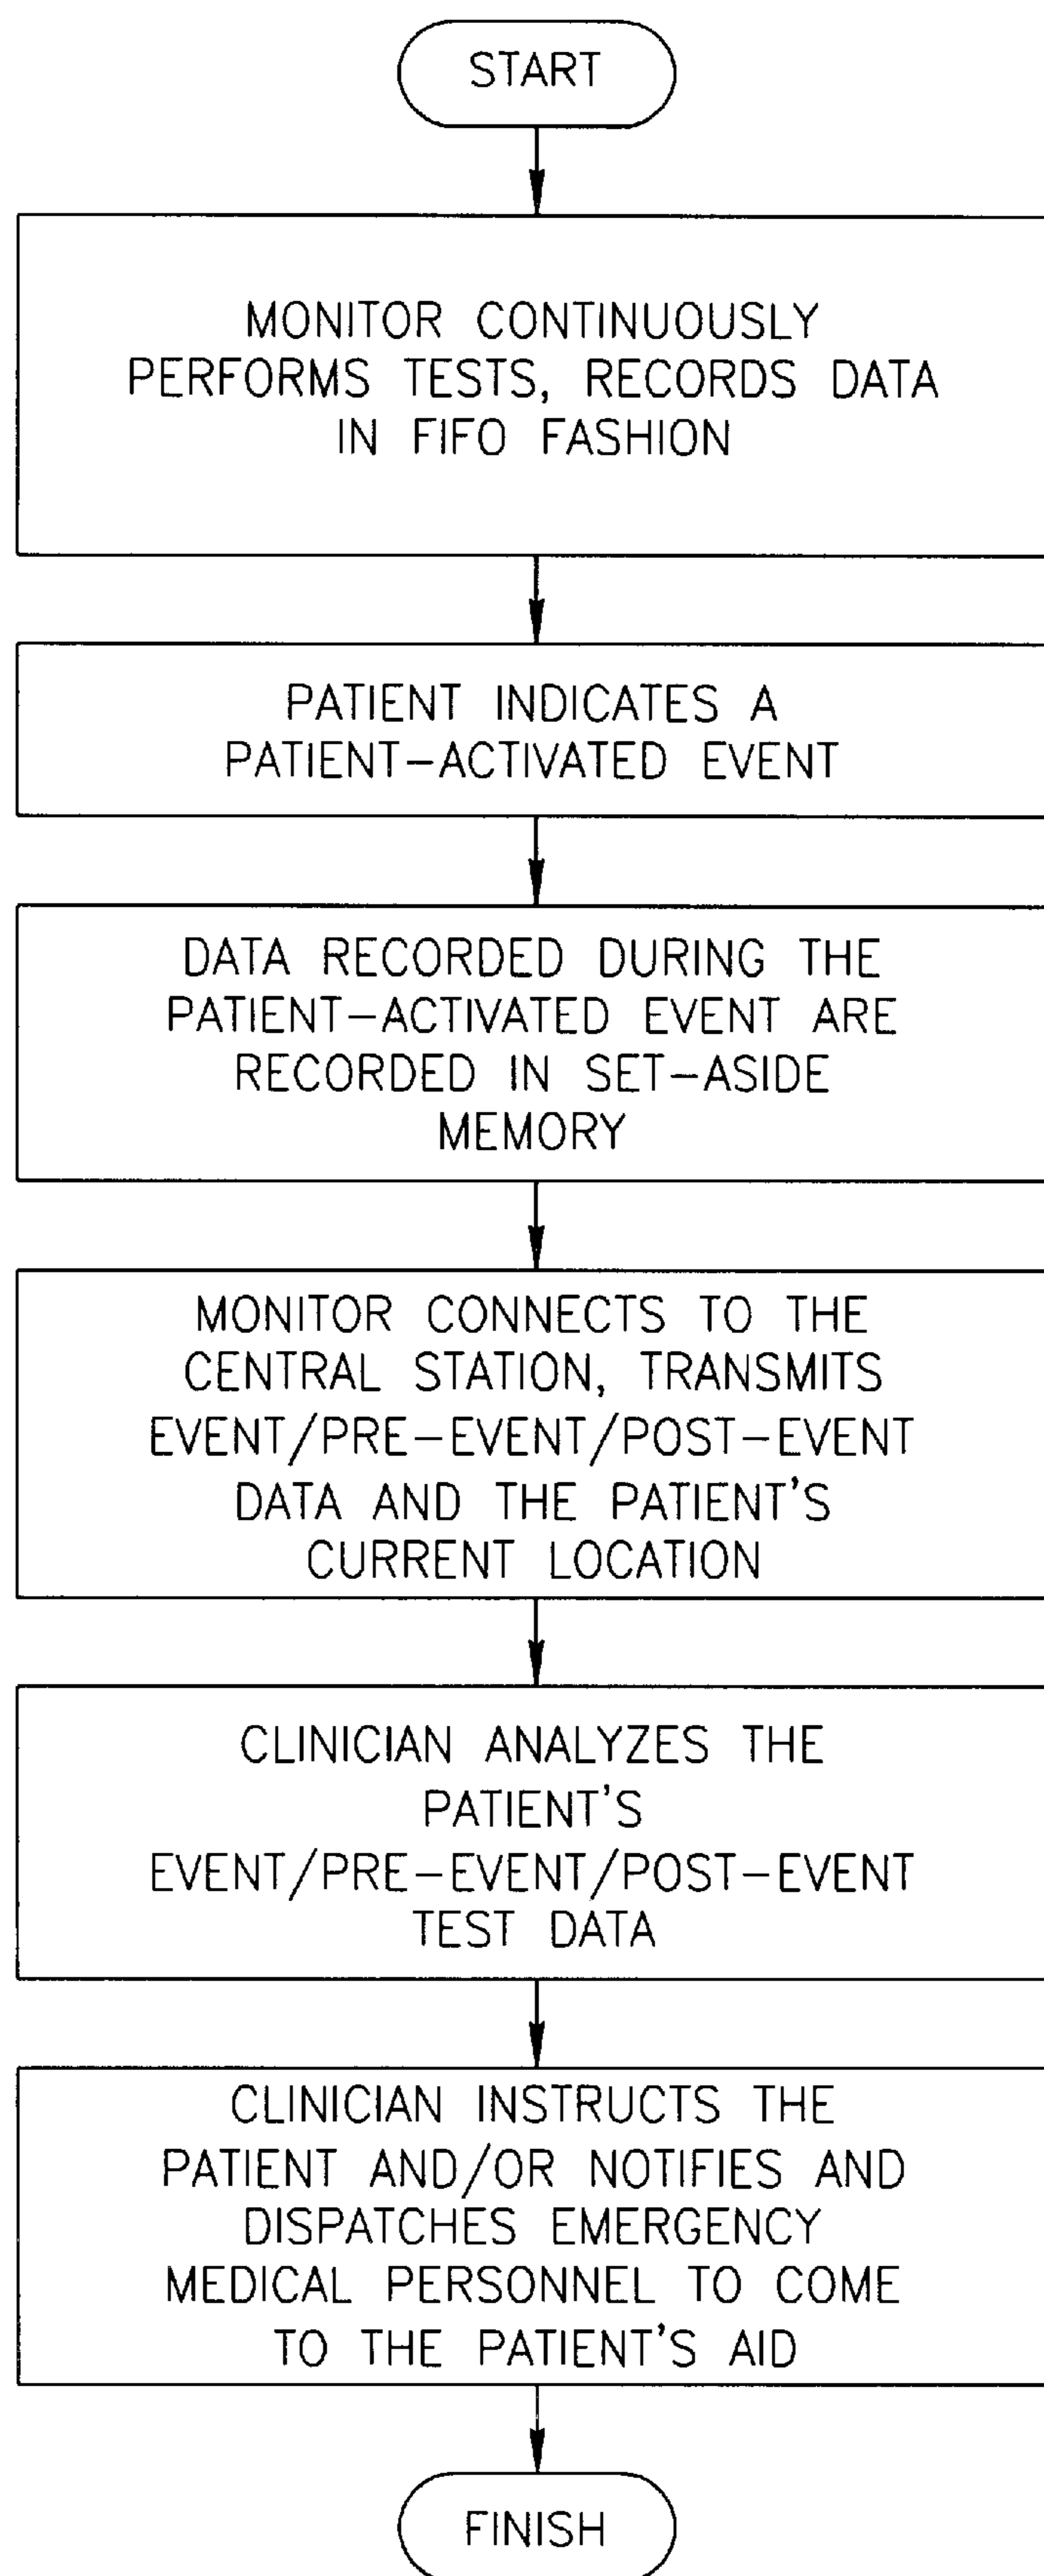 START
MONITOR CONTINUOUSLY
PERFORMS TESTS, RECORDS DATA
IN FIFO FASHION
PATIENT INDICATES A
PATIENT-ACTIVATED EVENT
DATA RECORDED DURING THE
PATIENT-ACTIVATED EVENT ARE
RECORDED IN SET-ASIDE
MEMORY
MONITOR CONNECTS TO THE
CENTRAL STATION, TRANSMITS
EVENT/PRE-EVENT/POST-EVENT
DATA AND THE PATIENT'S
CURRENT LOCATION
CLINICIAN ANALYZES THE
PATIENT'S
EVENT/PRE-EVENT/POST-EVENT
TEST DATA
CLINICIAN INSTRUCTS THE
PATIENT AND/OR NOTIFIES AND
DISPATCHES EMERGENCY
MEDICAL PERSONNEL TO COME
TO THE PATIENT'S AID
FINISH